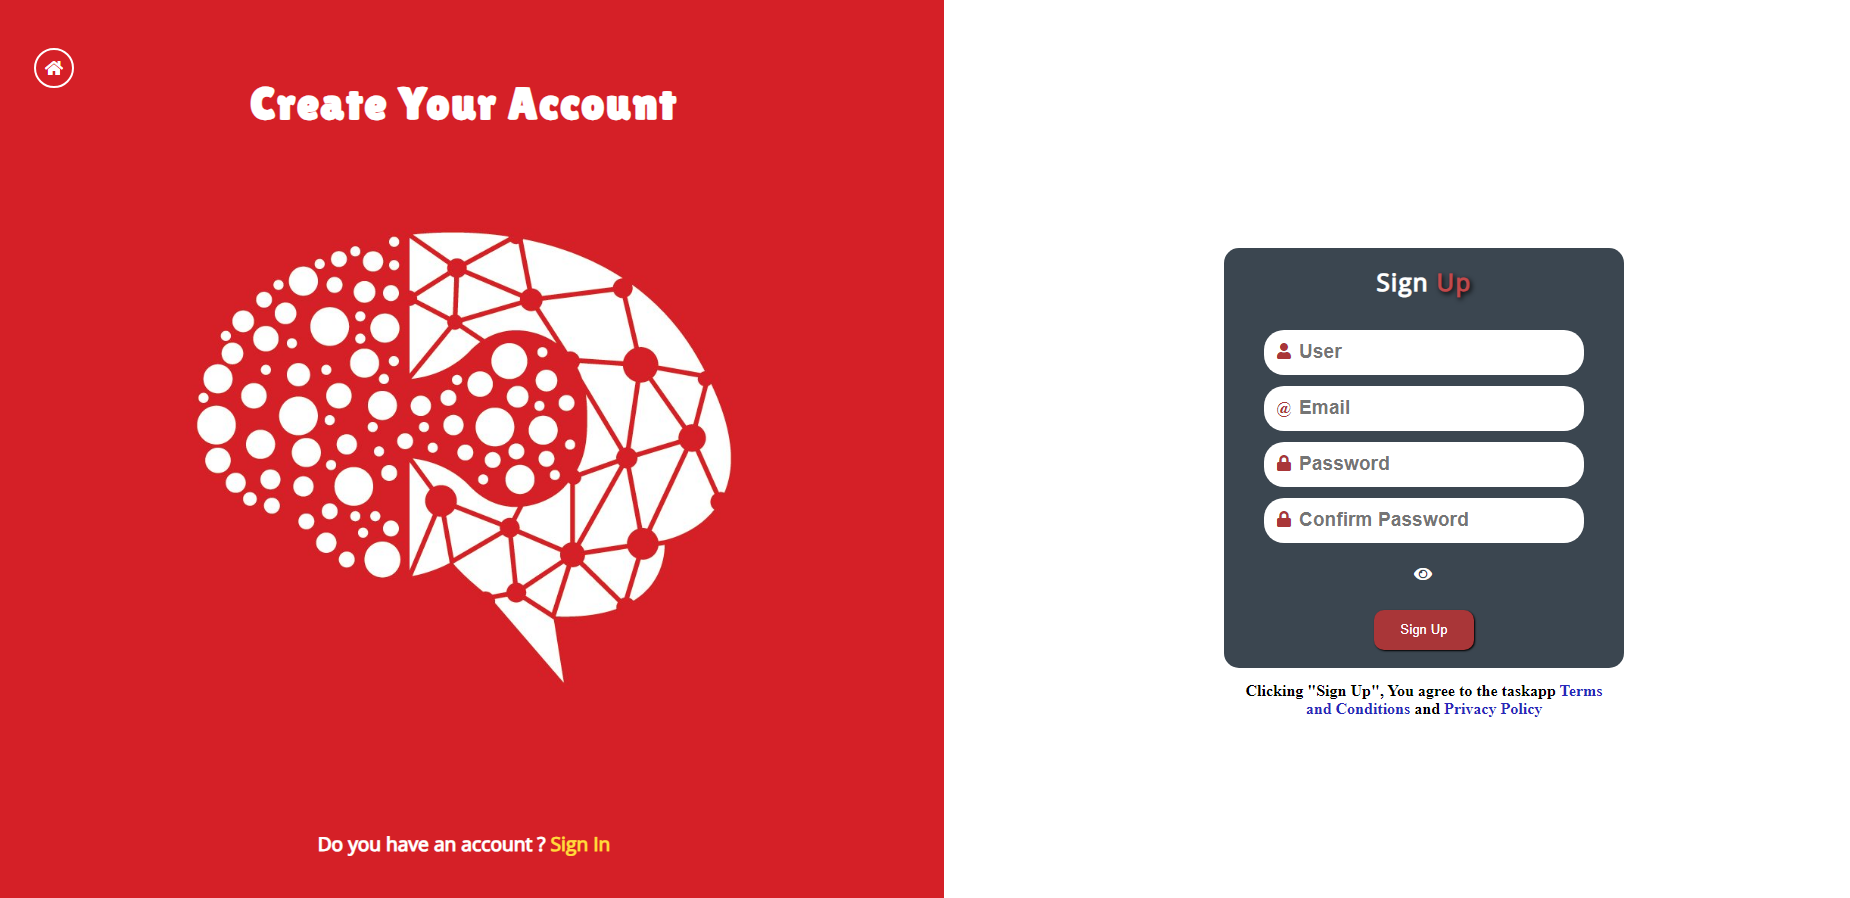 Create Your Account
Do you have an account ? Sign In
Sign Up
User
@ Email
Password
Confirm Password
Sign Up
Clicking "Sign Up", You agree to the taskapp Terms
and Conditions and Privacy Policy